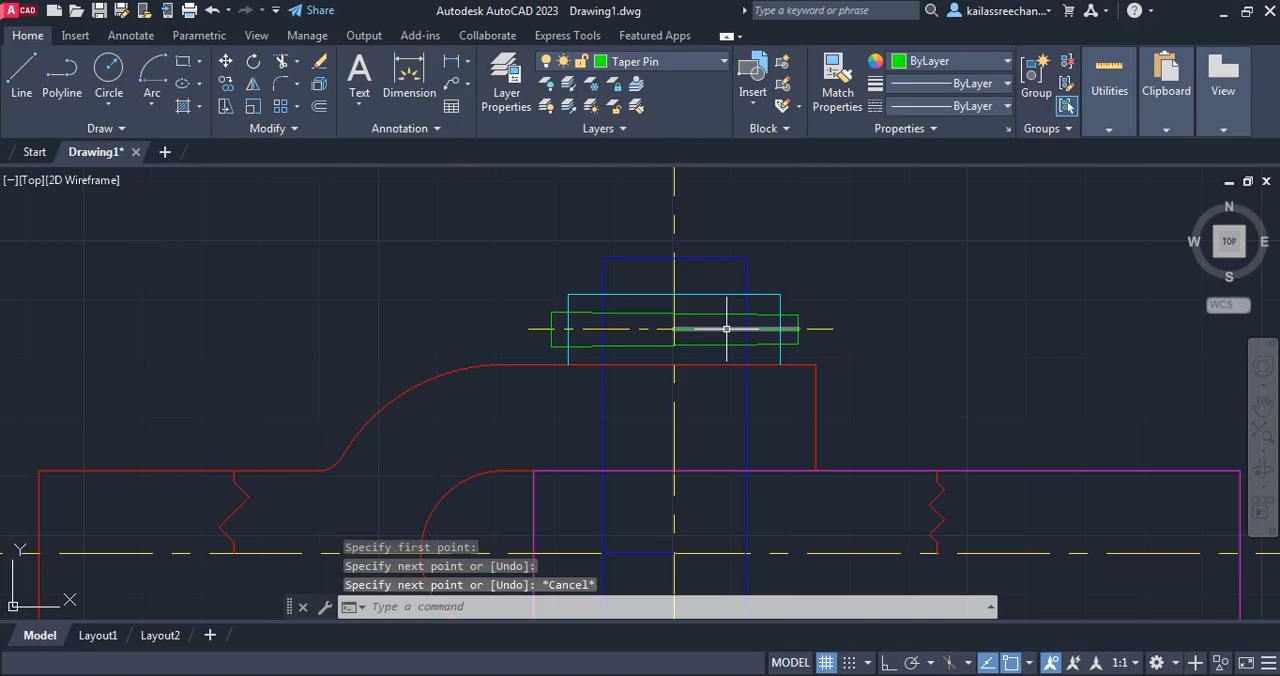 CAD
Share
Autodesk AutoCAD 2023 Drawing1.dwg
Type a keyword or phrase
kailassreechan...
Home Insert Annotate Parametric View Manage Output Add-ins Collaborate Express Tools Featured Apps
Line
Polyline
Circle
Arc
Text
Dimension
Layer
Properties
Taper Pin
Insert
Match
Properties
ByLayer
ByLayer
ByLayer
Group
Utilities
Clipboard
View
Draw
Modify
Annotation
Layers
Block
Properties
Groups
Start Drawing1*
[−][Top][2D Wireframe]
N
W TOP E
S
WCS
Y
X
Specify first point:
Specify next point or [Undo]:
Specify next point or [Undo]: *Cancel*
Type a command
Model Layout1 Layout2
MODEL
1:1